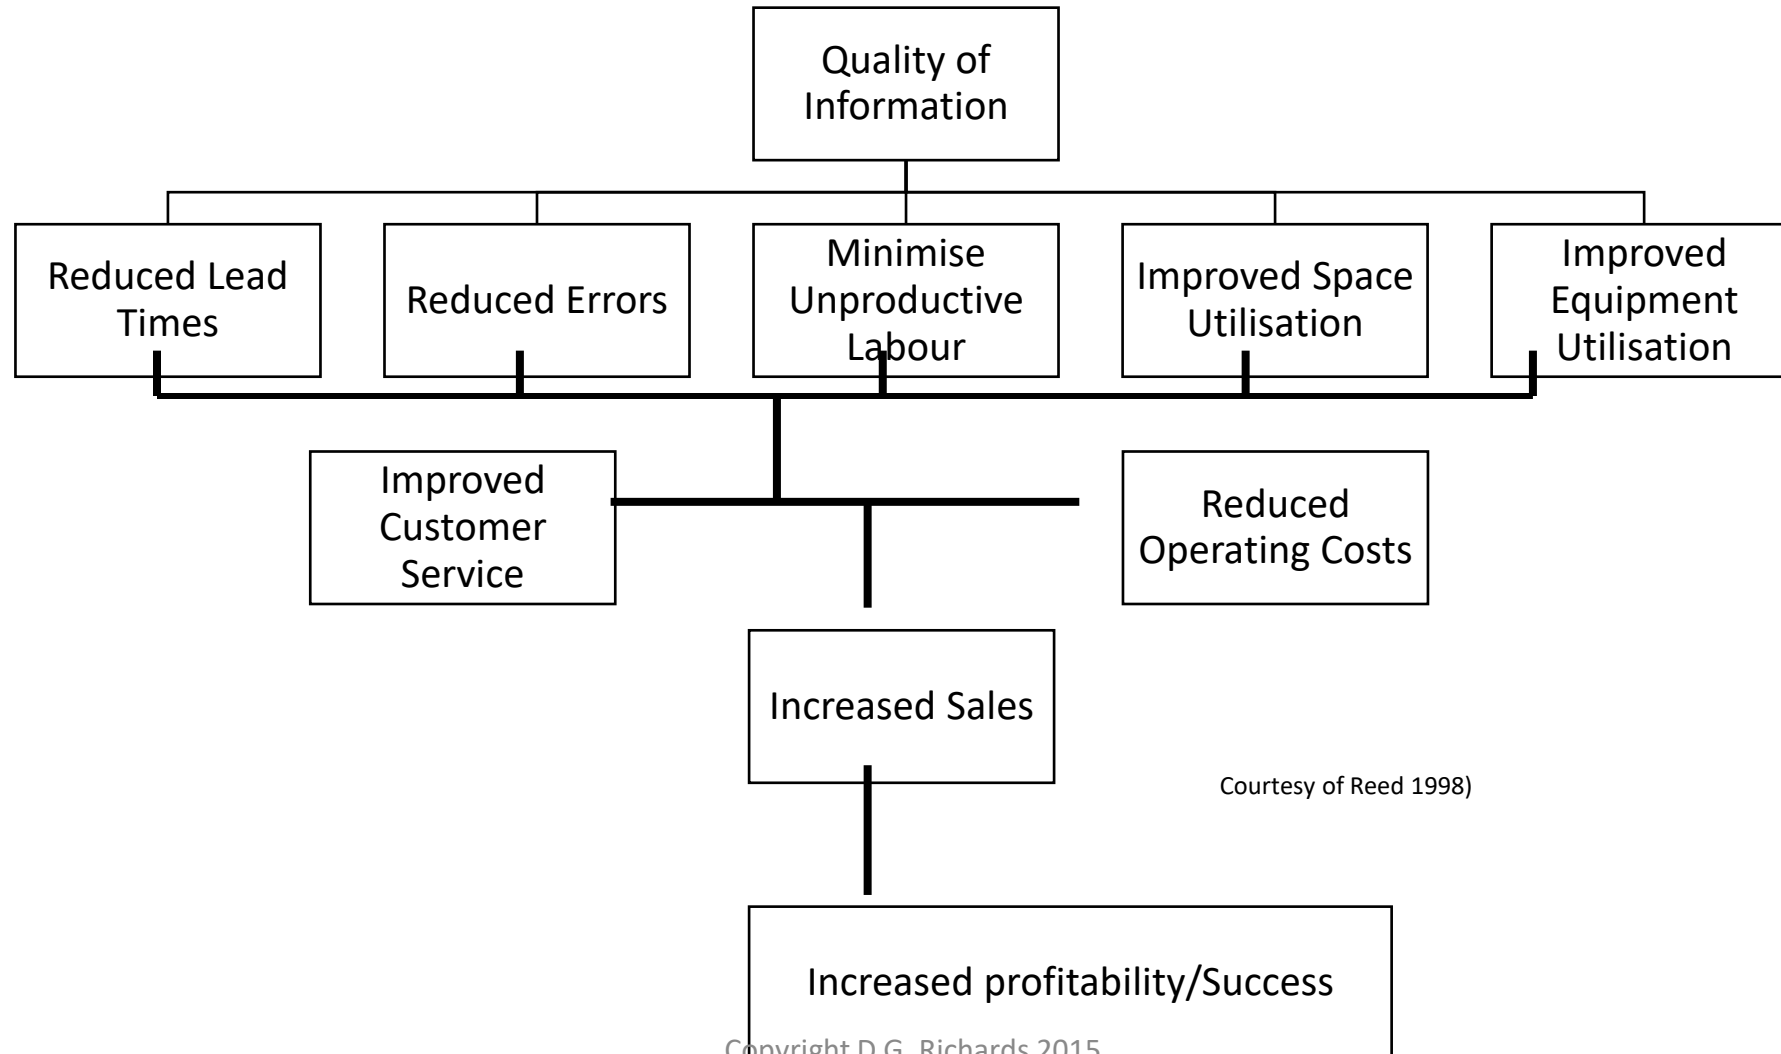 Quality of
Information
Reduced Lead
Times
Reduced Errors
Minimise
Unproductive
Labour
Improved Space
Utilisation
Improved
Equipment
Utilisation
Improved
Customer
Service
Reduced
Operating Costs
Increased Sales
Courtesy of Reed 1998)
Increased profitability/Success
Copyright D.G. Richards 2015